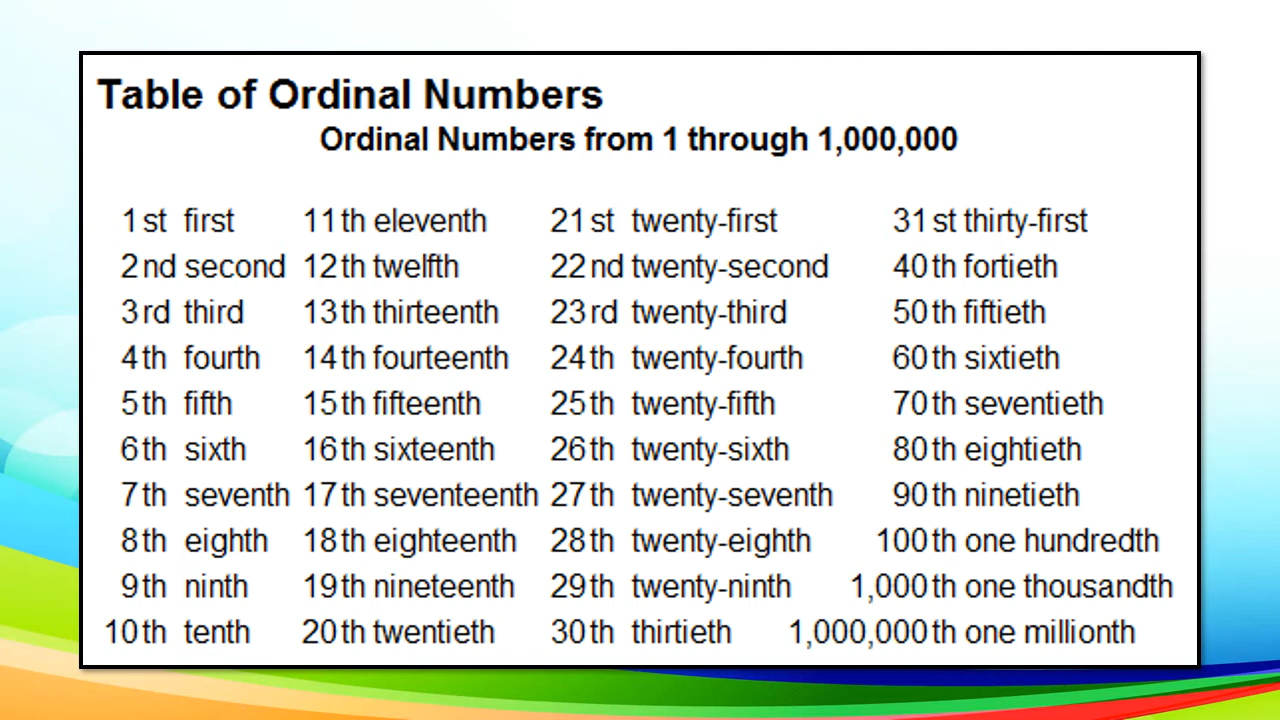 Table of Ordinal Numbers
Ordinal Numbers from 1 through 1,000,000
1st first 11th eleventh 21st twenty-first 31st thirty-first
2nd second 12th twelfth 22nd twenty-second 40th fortieth
3rd third 13th thirteenth 23rd twenty-third 50th fiftieth
4th fourth 14th fourteenth 24th twenty-fourth 60th sixtieth
5th fifth 15th fifteenth 25th twenty-fifth 70th seventieth
6th sixth 16th sixteenth 26th twenty-sixth 80th eightieth
7th seventh 17th seventeenth 27th twenty-seventh 90th ninetieth
8th eighth 18th eighteenth 28th twenty-eighth 100th one hundredth
9th ninth 19th nineteenth 29th twenty-ninth 1,000th one thousandth
10th tenth 20th twentieth 30th thirtieth 1,000,000th one millionth